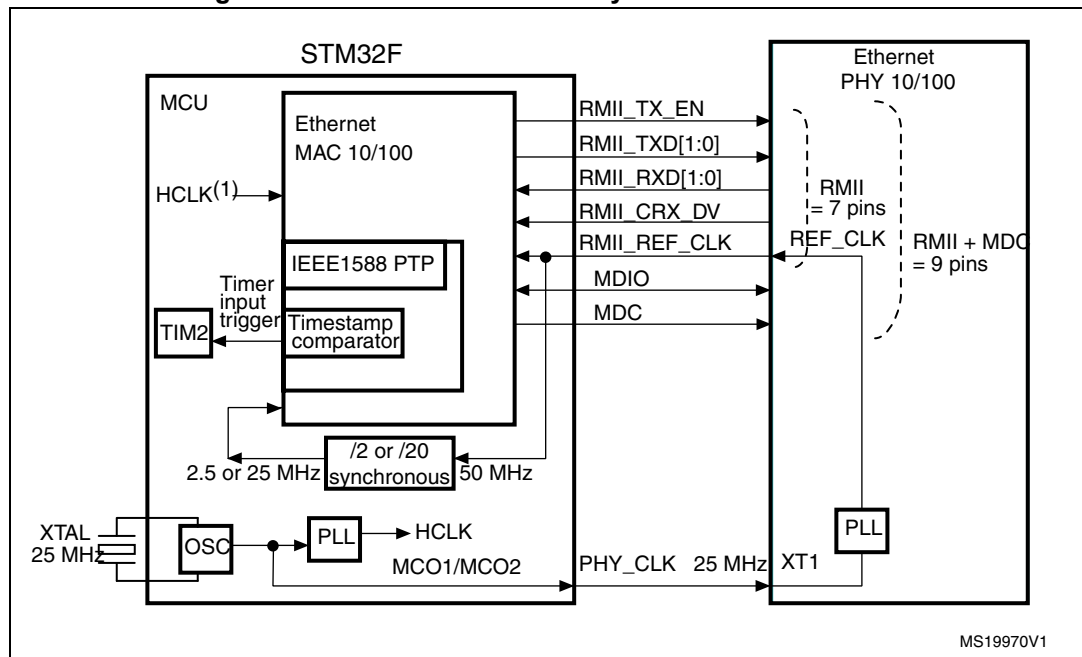 STM32F
MCU
Ethernet
MAC 10/100
HCLK(1)
IEEE1588 PTP
Timer
input
trigger
TIM2
Timestamp
comparator
/2 or /20
synchronous
2.5 or 25 MHz
50 MHz
XTAL
25 MHz
OSC
PLL
HCLK
MCO1/MCO2
PHY_CLK 25 MHz
XT1
RMII_TX_EN
RMII_TXD[1:0]
RMII_RXD[1:0]
RMII_CRX_DV
RMII_REF_CLK
MDIO
MDC
Ethernet
PHY 10/100
RMII
= 7 pins
REF_CLK
RMII + MDC
= 9 pins
PLL
MS19970V1